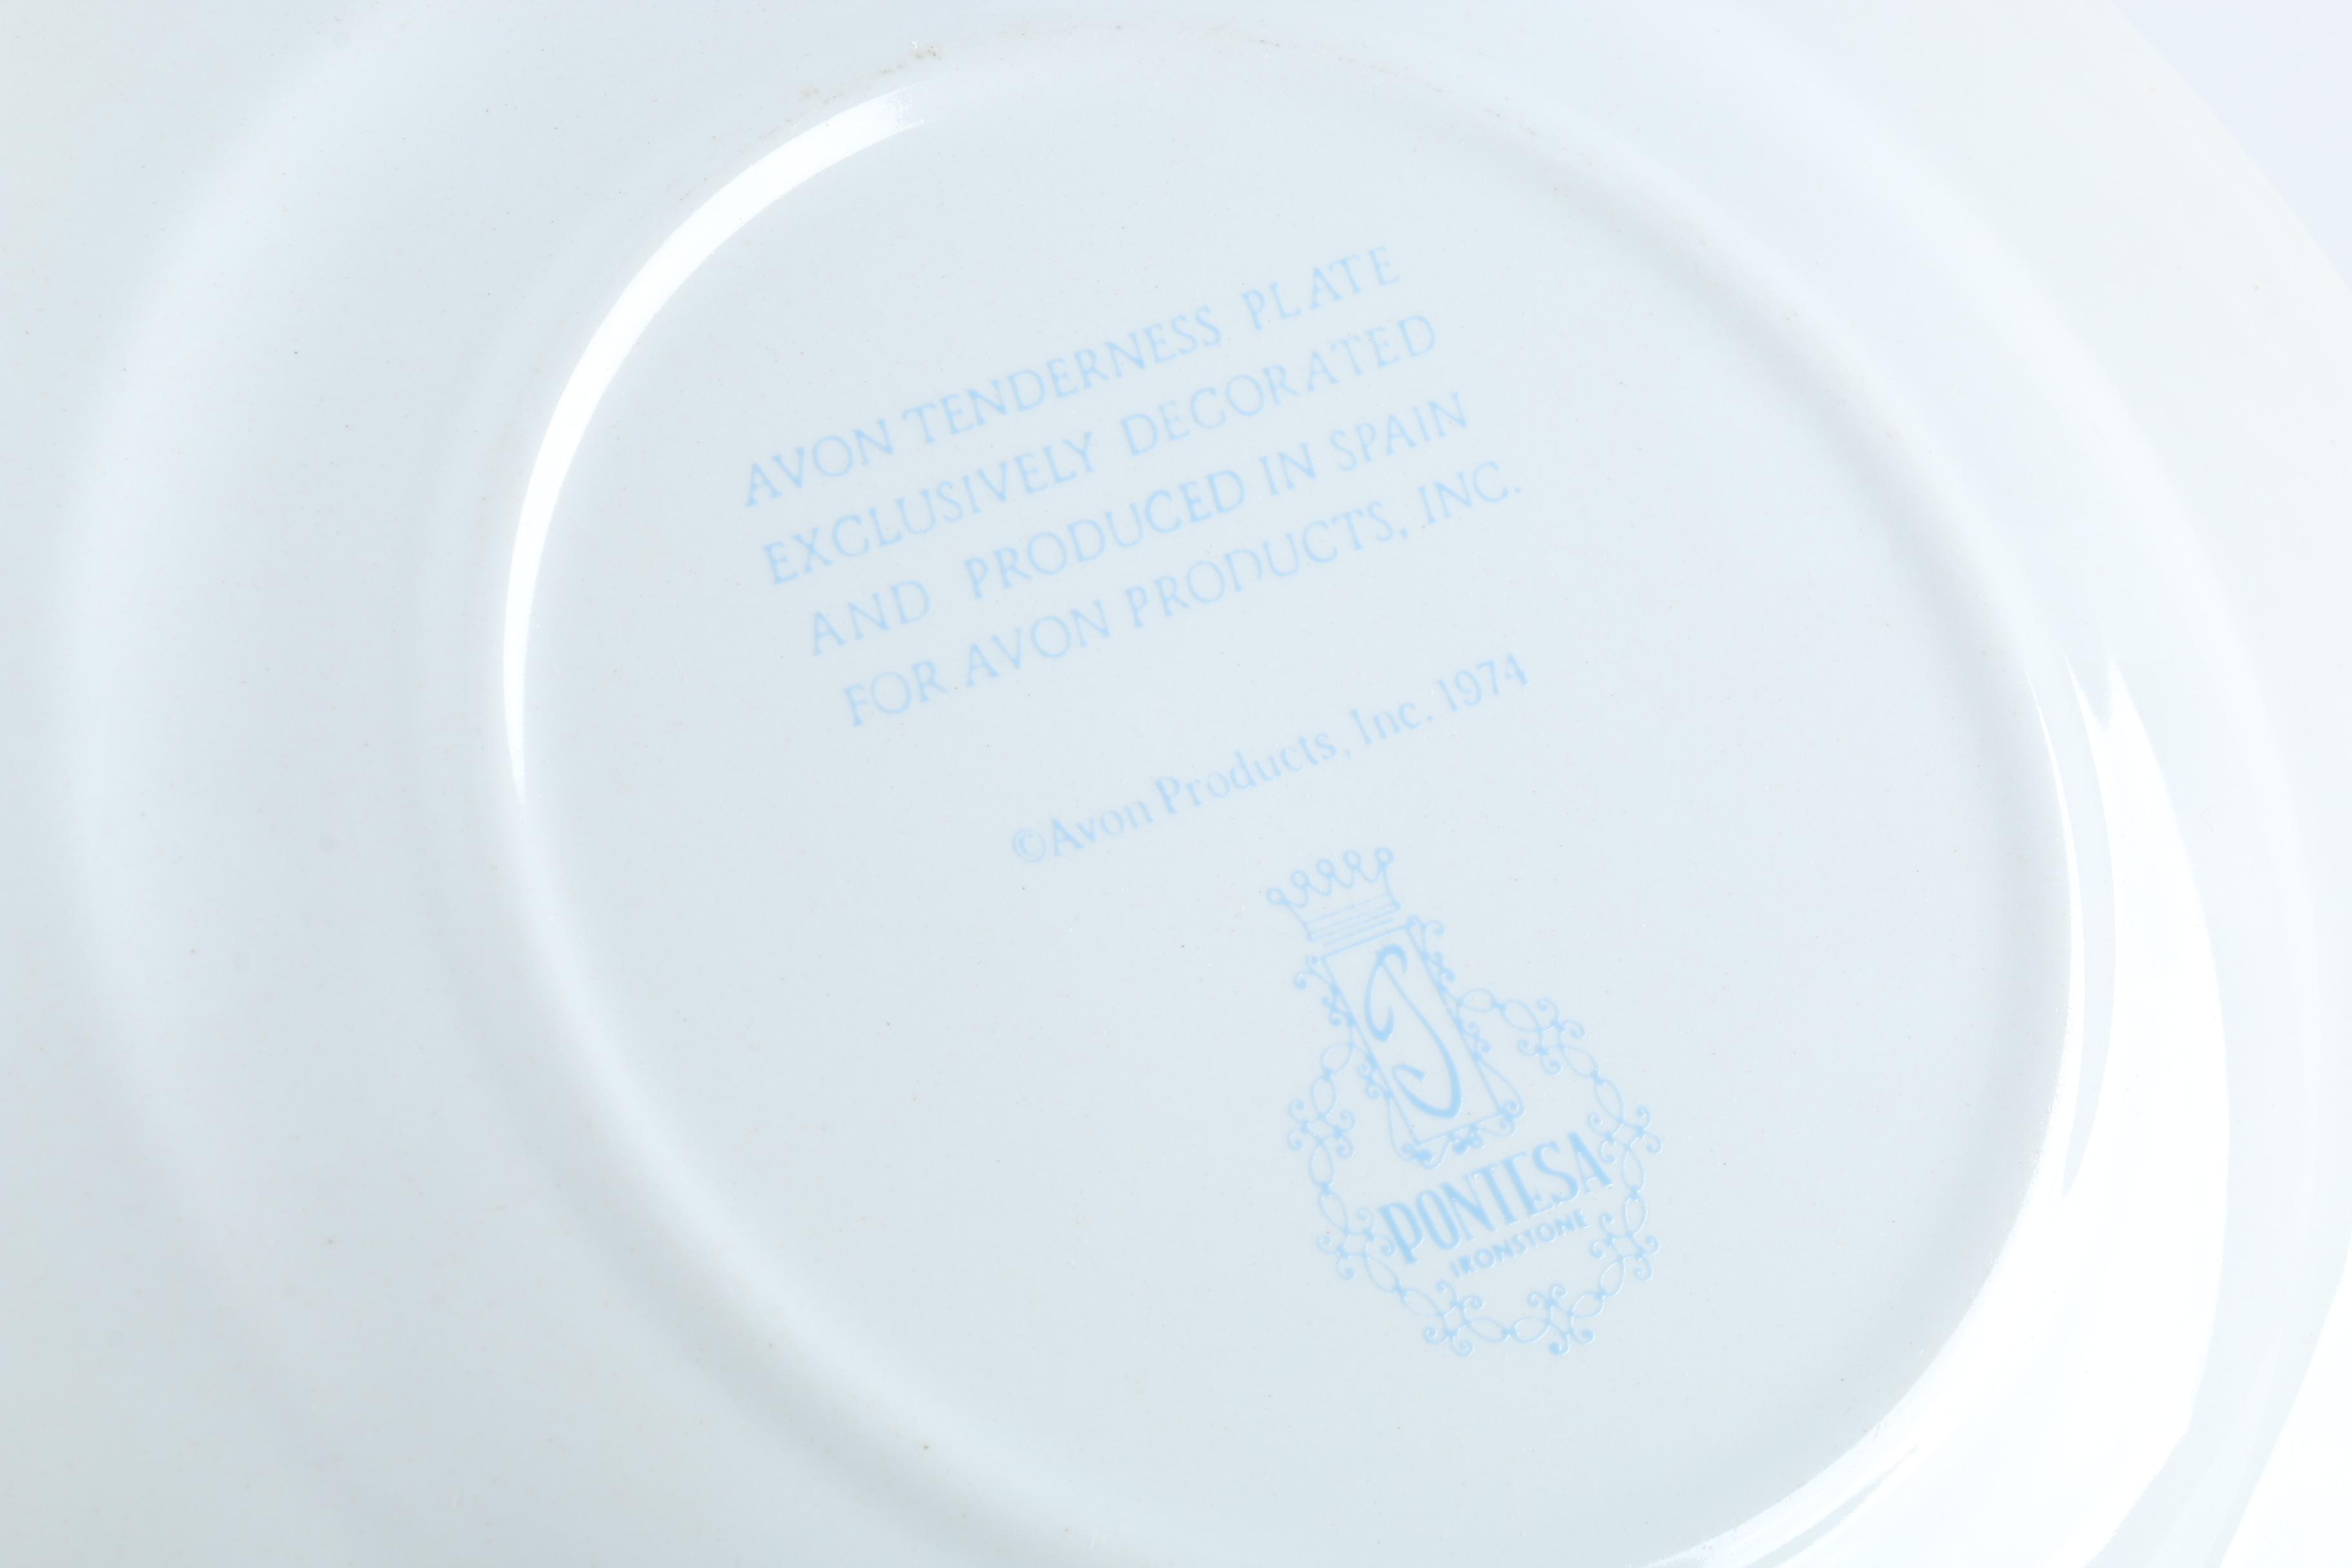 AVON TENDERNESS PLATE
EXCLUSIVELY DECORATED
AND PRODUCED IN SPAIN
FOR AVON PRODUCTS, INC.
©Avon Products, Inc. 1974
PONTESA
IRONSTONE